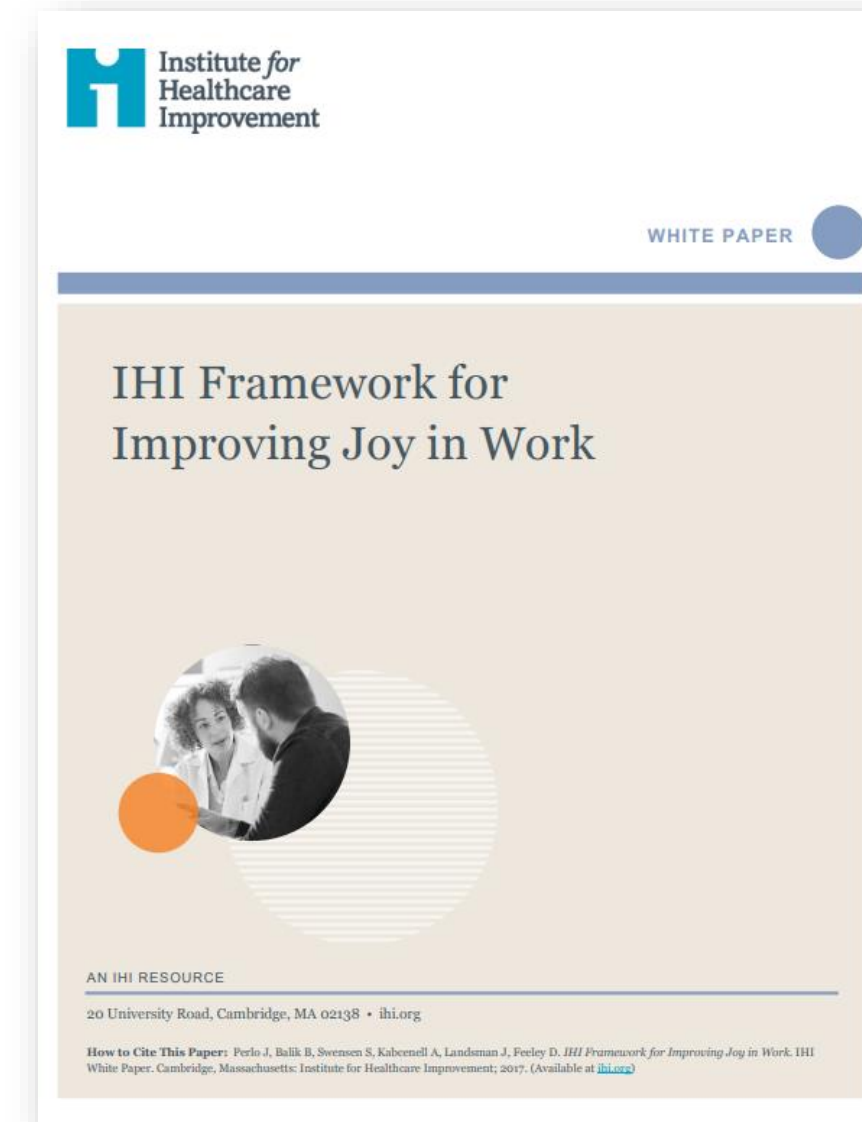 Institute for
Healthcare
Improvement
WHITE PAPER
IHI Framework for
Improving Joy in Work
AN IHI RESOURCE
20 University Road, Cambridge, MA 02138 • ihi.org
How to Cite This Paper: Perlo J, Balik B, Swensen S, Kabcenell A, Landsman J, Feeley D. IHI Framework for Improving Joy in Work. IHI
White Paper. Cambridge, Massachusetts: Institute for Healthcare Improvement; 2017. (Available at ihi.org)